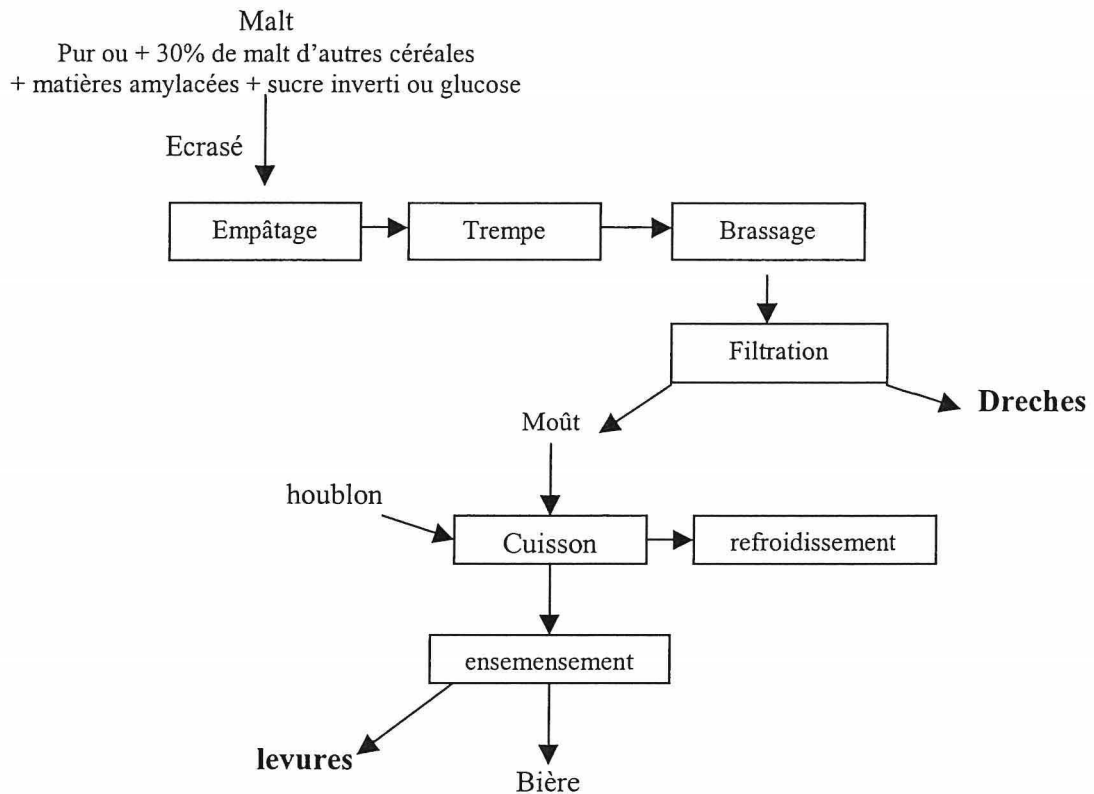 Malt
Pur ou + 30% de malt d'autres céréales
+ matières amylacées + sucre inverti ou glucose
Ecrasé
Empâtage
Trempe
Brassage
Filtration
Dreches
Moût
houblon
Cuisson
refroidissement
ensemensement
levures
Bière